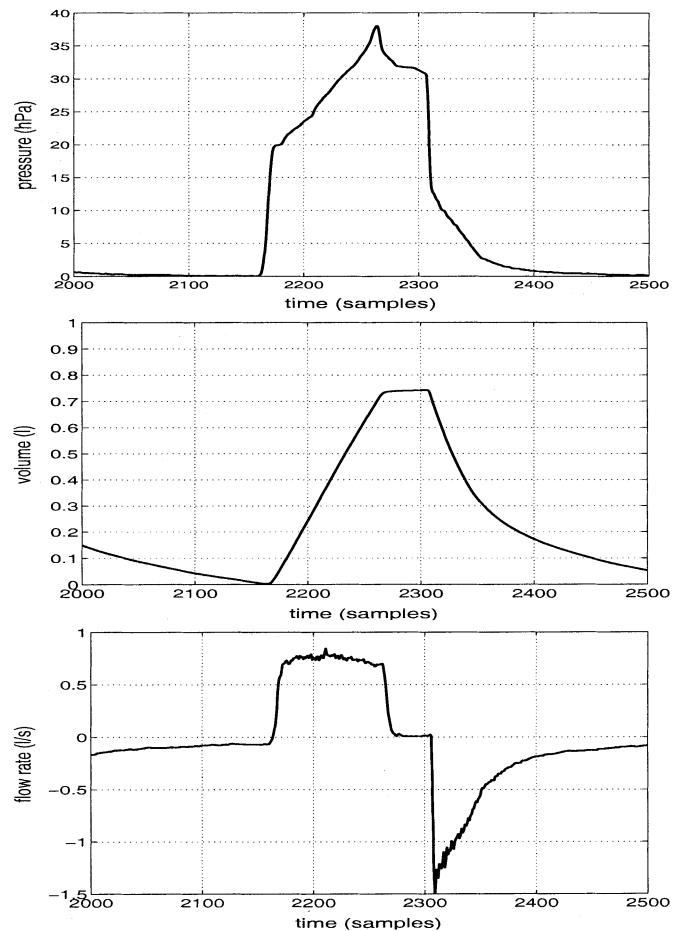 40
35
30
25
20
15
10
5
0
pressure (hPa)
2000 2100 2200 2300 2400 2500
time (samples)
1
0.9
0.8
0.7
0.6
0.5
0.4
0.3
0.2
0.1
0
volume (l)
2000 2100 2200 2300 2400 2500
time (samples)
1
0.5
0
−0.5
−1
−1.5
flow rate (l/s)
2000 2100 2200 2300 2400 2500
time (samples)